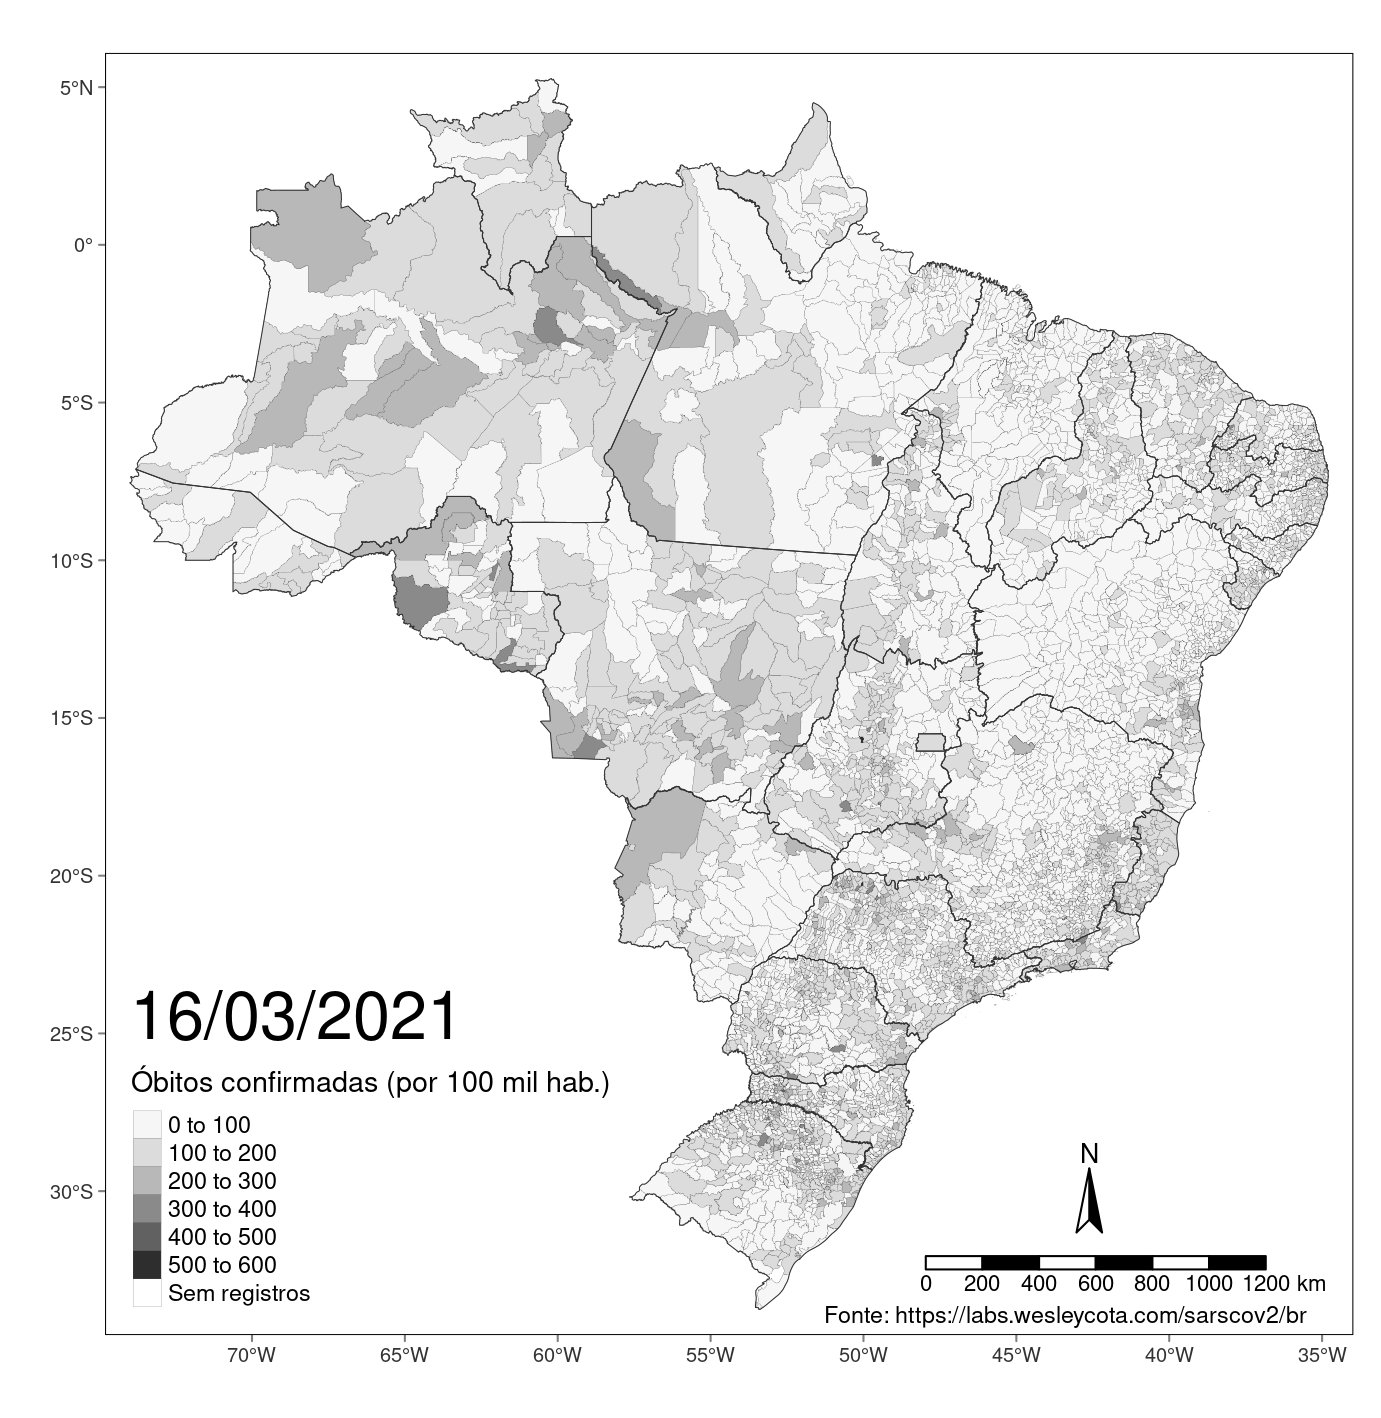 5°N
0°
5°S
10°S
15°S
20°S
25°S
30°S
16/03/2021
Óbitos confirmadas (por 100 mil hab.)
0 to 100
100 to 200
200 to 300
300 to 400
400 to 500
500 to 600
Sem registros
N
0 200 400 600 800 1000 1200 km
Fonte: https://labs.wesleycota.com/sarscov2/br
70°W 65°W 60°W 55°W 50°W 45°W 40°W 35°W